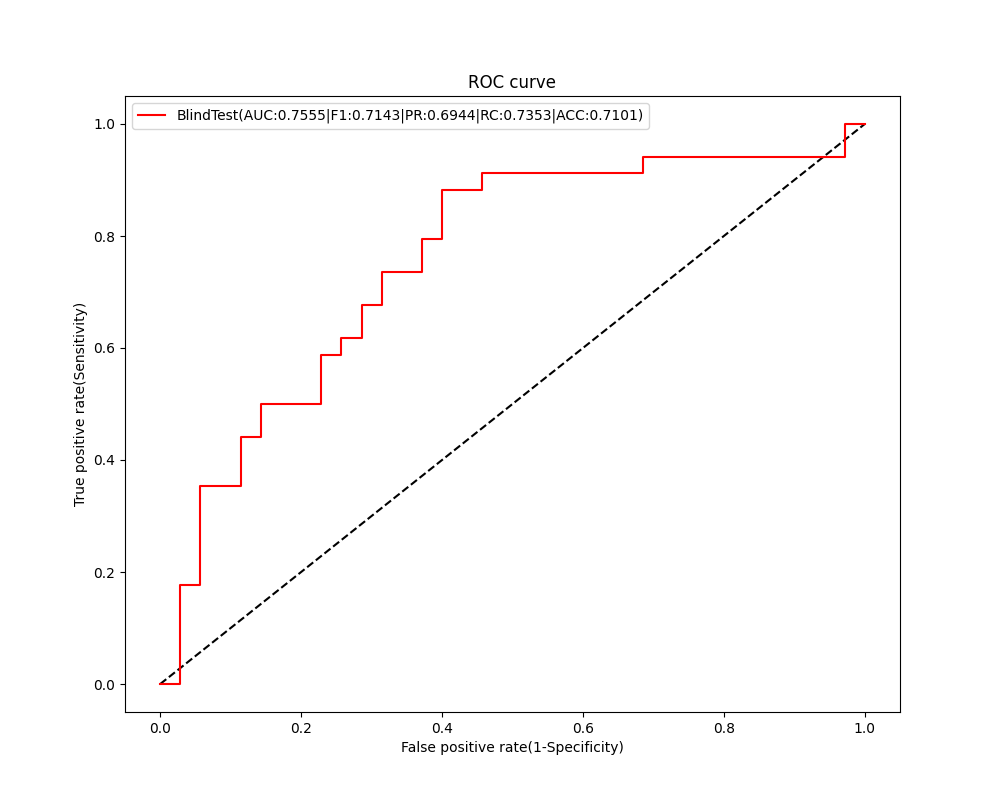 ROC curve
BlindTest(AUC:0.7555|F1:0.7143|PR:0.6944|RC:0.7353|ACC:0.7101)
1.0
0.8
0.6
0.4
0.2
0.0
True positive rate(Sensitivity)
0.0 0.2 0.4 0.6 0.8 1.0
False positive rate(1-Specificity)